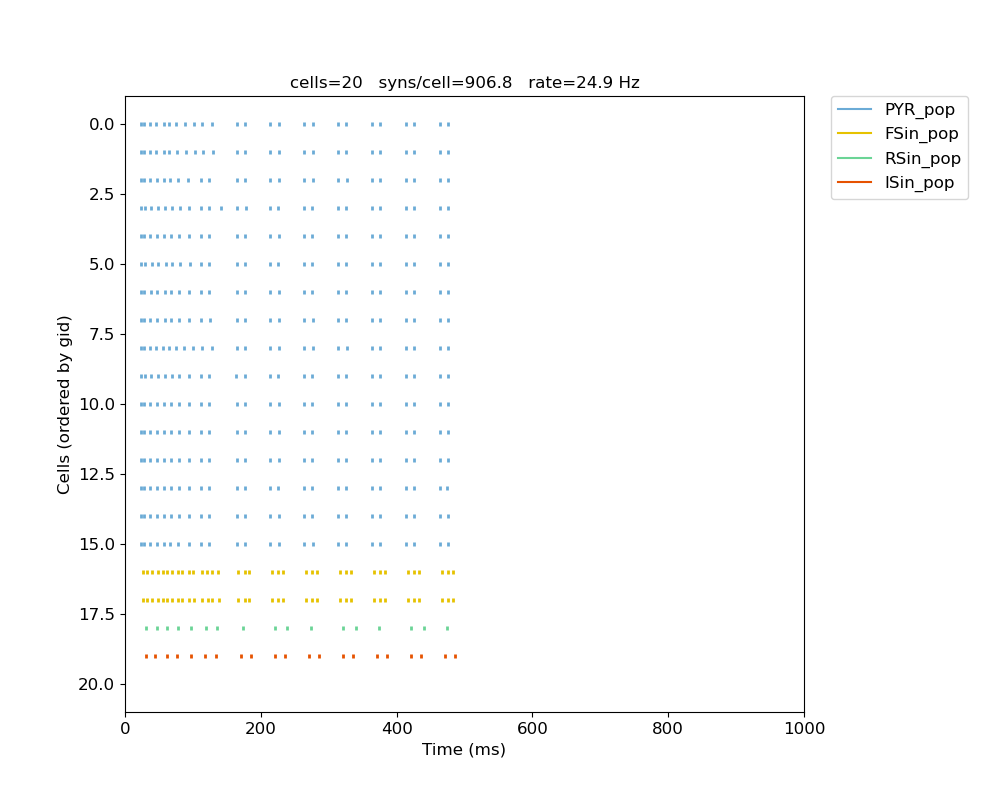 cells=20   syns/cell=906.8   rate=24.9 Hz
PYR_pop
FSin_pop
RSin_pop
ISin_pop
Cells (ordered by gid)
0.0
2.5
5.0
7.5
10.0
12.5
15.0
17.5
20.0
0 200 400 600 800 1000
Time (ms)